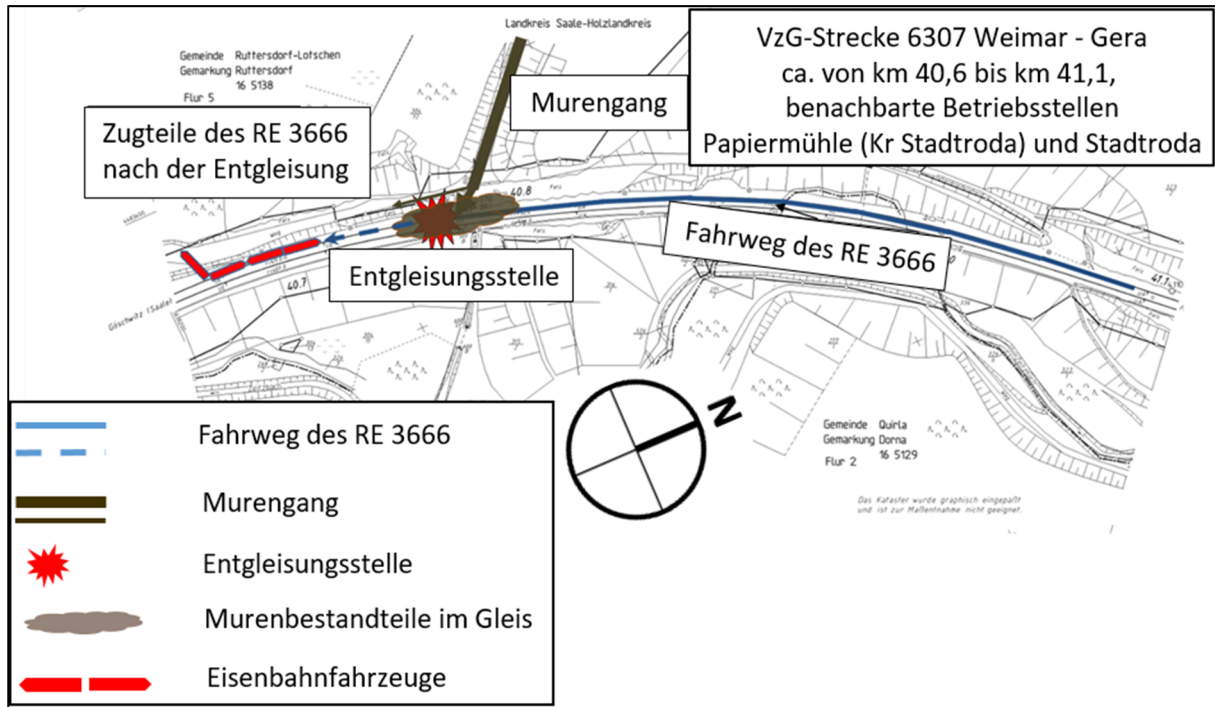 Landkreis Saale-Holzlandkreis
VzG-Strecke 6307 Weimar - Gera
ca. von km 40,6 bis km 41,1,
benachbarte Betriebsstellen
Papiermühle (Kr Stadtroda) und Stadtroda
Gemeinde Ruttersdorf-Lotschen
Gemarkung Ruttersdorf
16 5138
Flur 5
Murengang
Zugteile des RE 3666
nach der Entgleisung
40.8
Fels
Weg
Fels
Fels
Fahrweg des RE 3666
Entgleisungsstelle
40.7
41.1
Göschwitz (Saale)
N
Gemeinde Quirla
Gemarkung Dorna
16 5129
Flur 2
Das Kataster wurde graphisch eingepaßt
und ist zur Maßentnahme nicht geeignet.
Fahrweg des RE 3666
Murengang
Entgleisungsstelle
Murenbestandteile im Gleis
Eisenbahnfahrzeuge